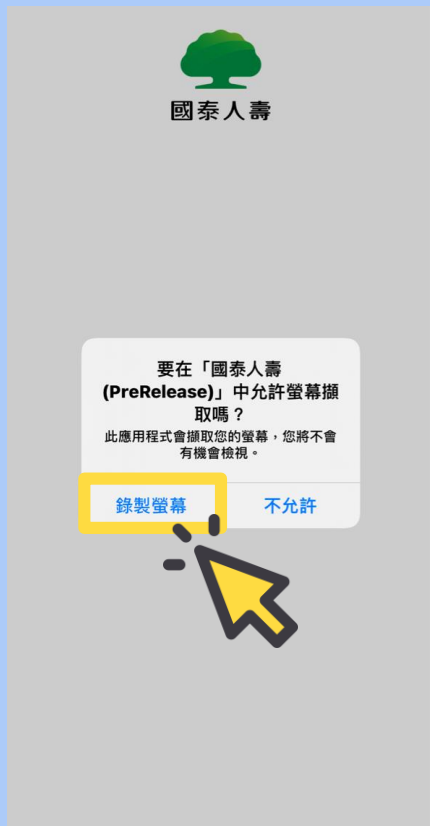 國泰人壽
要在「國泰人壽
(PreRelease)」中允許螢幕擷
取嗎？
此應用程式會擷取您的螢幕，您將不會
有機會檢視。
錄製螢幕
不允許